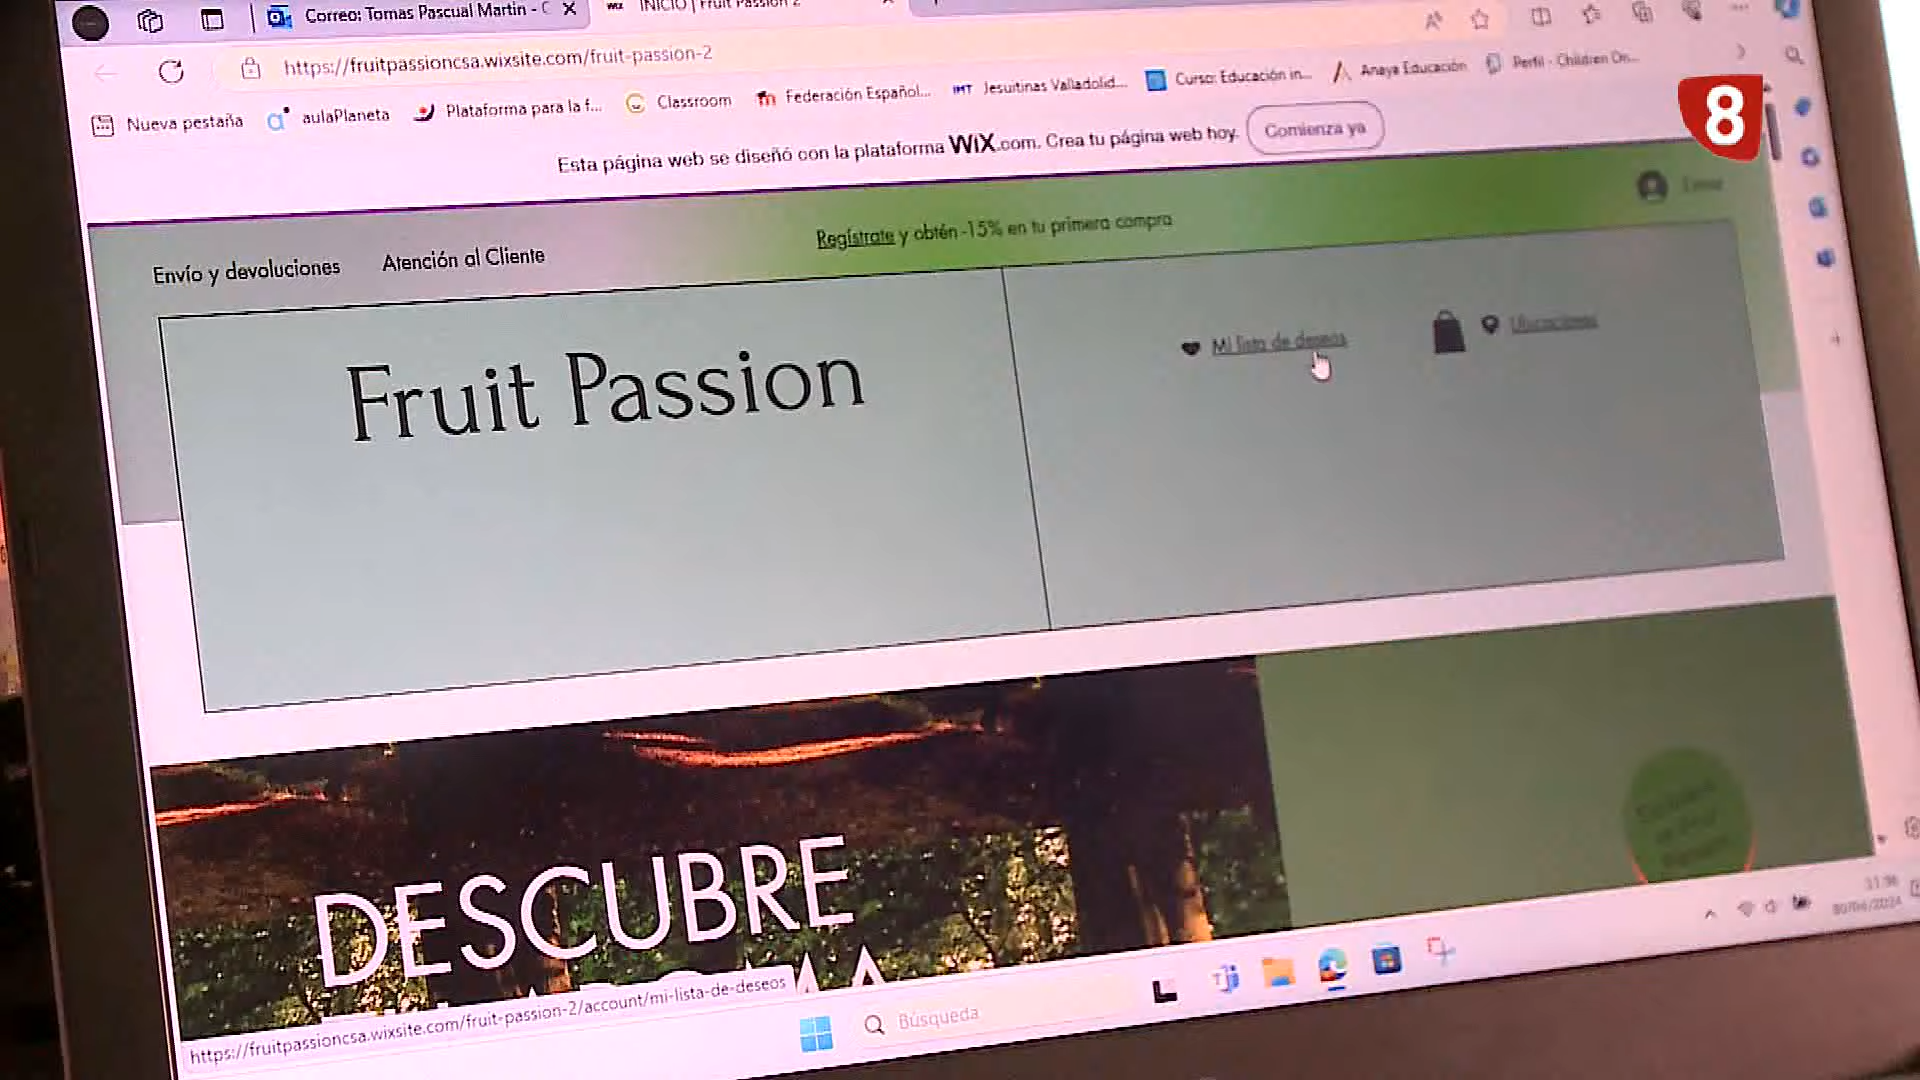 Correo: Tomas Pascual Martin - C
INICIO | Fruit Passion 2
https://fruitpassioncsa.wixsite.com/fruit-passion-2
Nueva pestaña
aulaPlaneta
Plataforma para la f...
Classroom
Federación Español...
IMT Jesuitinas Valladolid...
Curso: Educación in...
Anaya Educación
Perfil - Children On...
8
Esta página web se diseñó con la plataforma WiX.com. Crea tu página web hoy. Comienza ya
Envío y devoluciones
Atención al Cliente
Regístrate y obtén -15% en tu primera compra
Fruit Passion
Mi lista de deseos
Ubicaciones
DESCUBRE
https://fruitpassioncsa.wixsite.com/fruit-passion-2/account/mi-lista-de-deseos
Búsqueda